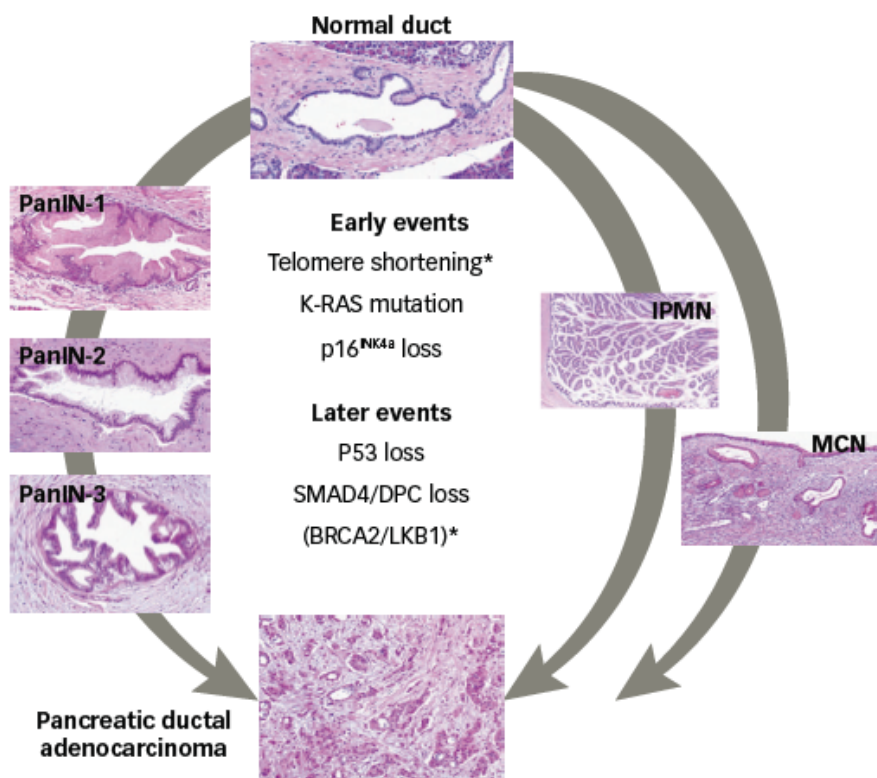 Normal duct
PanIN-1
PanIN-2
PanIN-3
Early events
Telomere shortening*
K-RAS mutation
p16INK4a loss
Later events
P53 loss
SMAD4/DPC loss
(BRCA2/LKB1)*
IPMN
MCN
Pancreatic ductal
adenocarcinoma